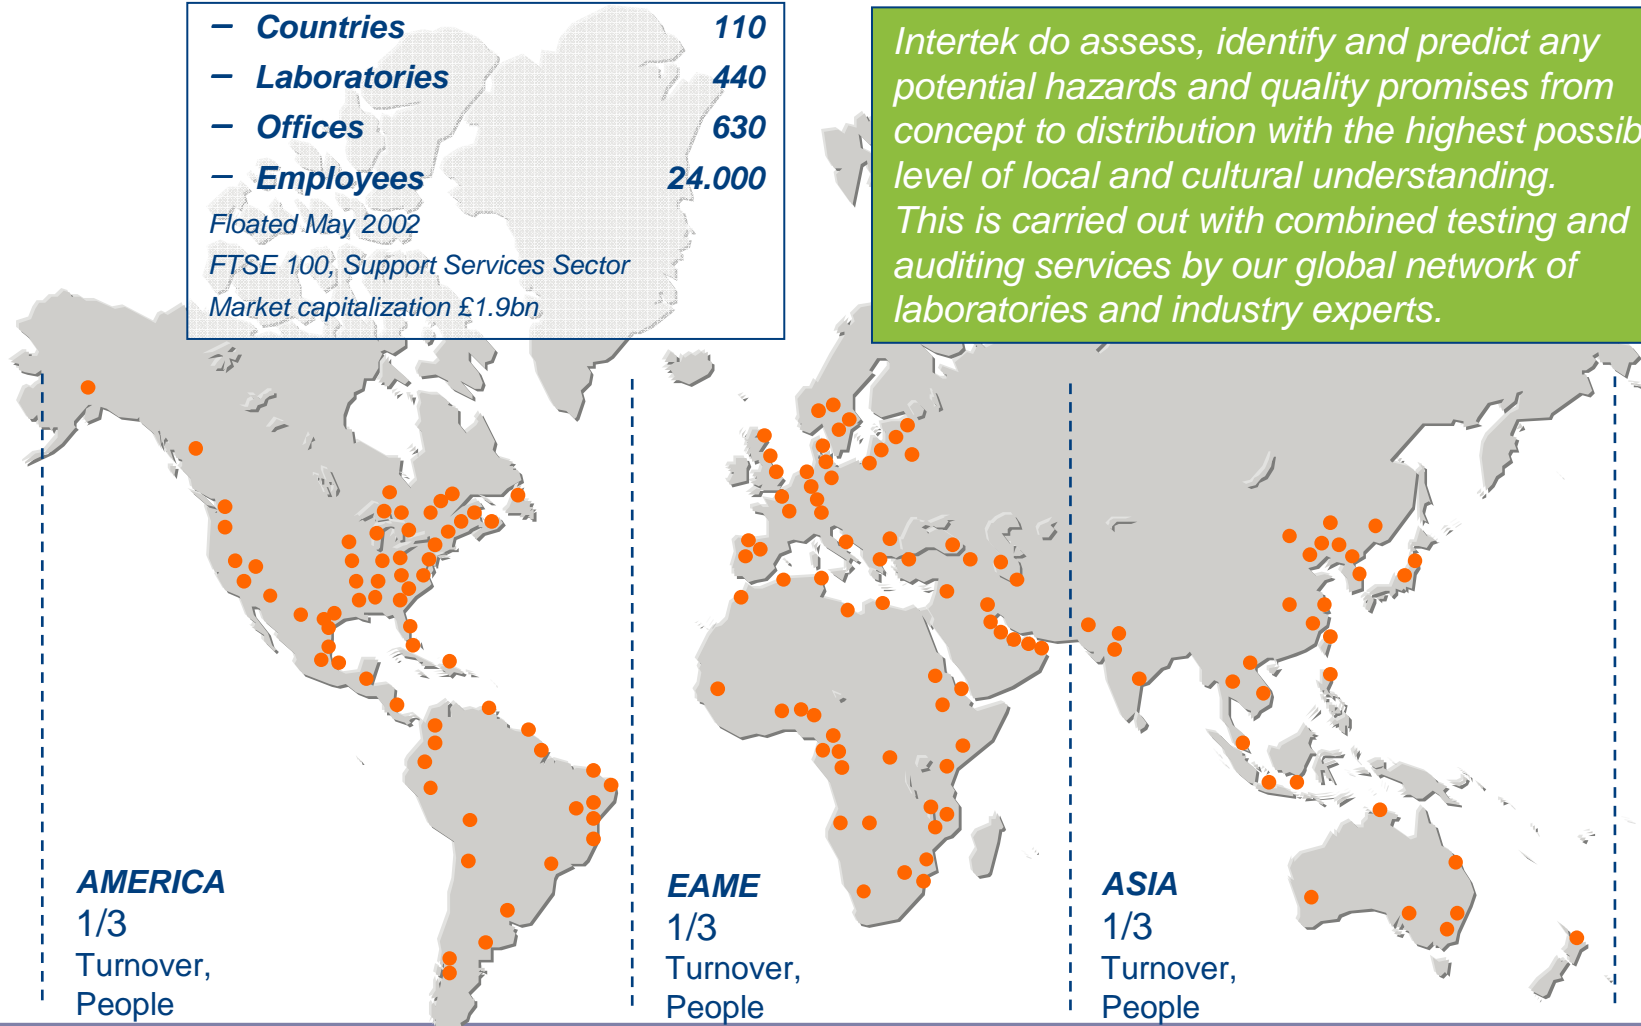 – Countries 110
– Laboratories 440
– Offices 630
– Employees 24.000
Floated May 2002
FTSE 100, Support Services Sector
Market capitalization £1.9bn
Intertek do assess, identify and predict any
potential hazards and quality promises from
concept to distribution with the highest possib
level of local and cultural understanding.
This is carried out with combined testing and
auditing services by our global network of
laboratories and industry experts.
AMERICA
1/3
Turnover,
People
EAME
1/3
Turnover,
People
ASIA
1/3
Turnover,
People